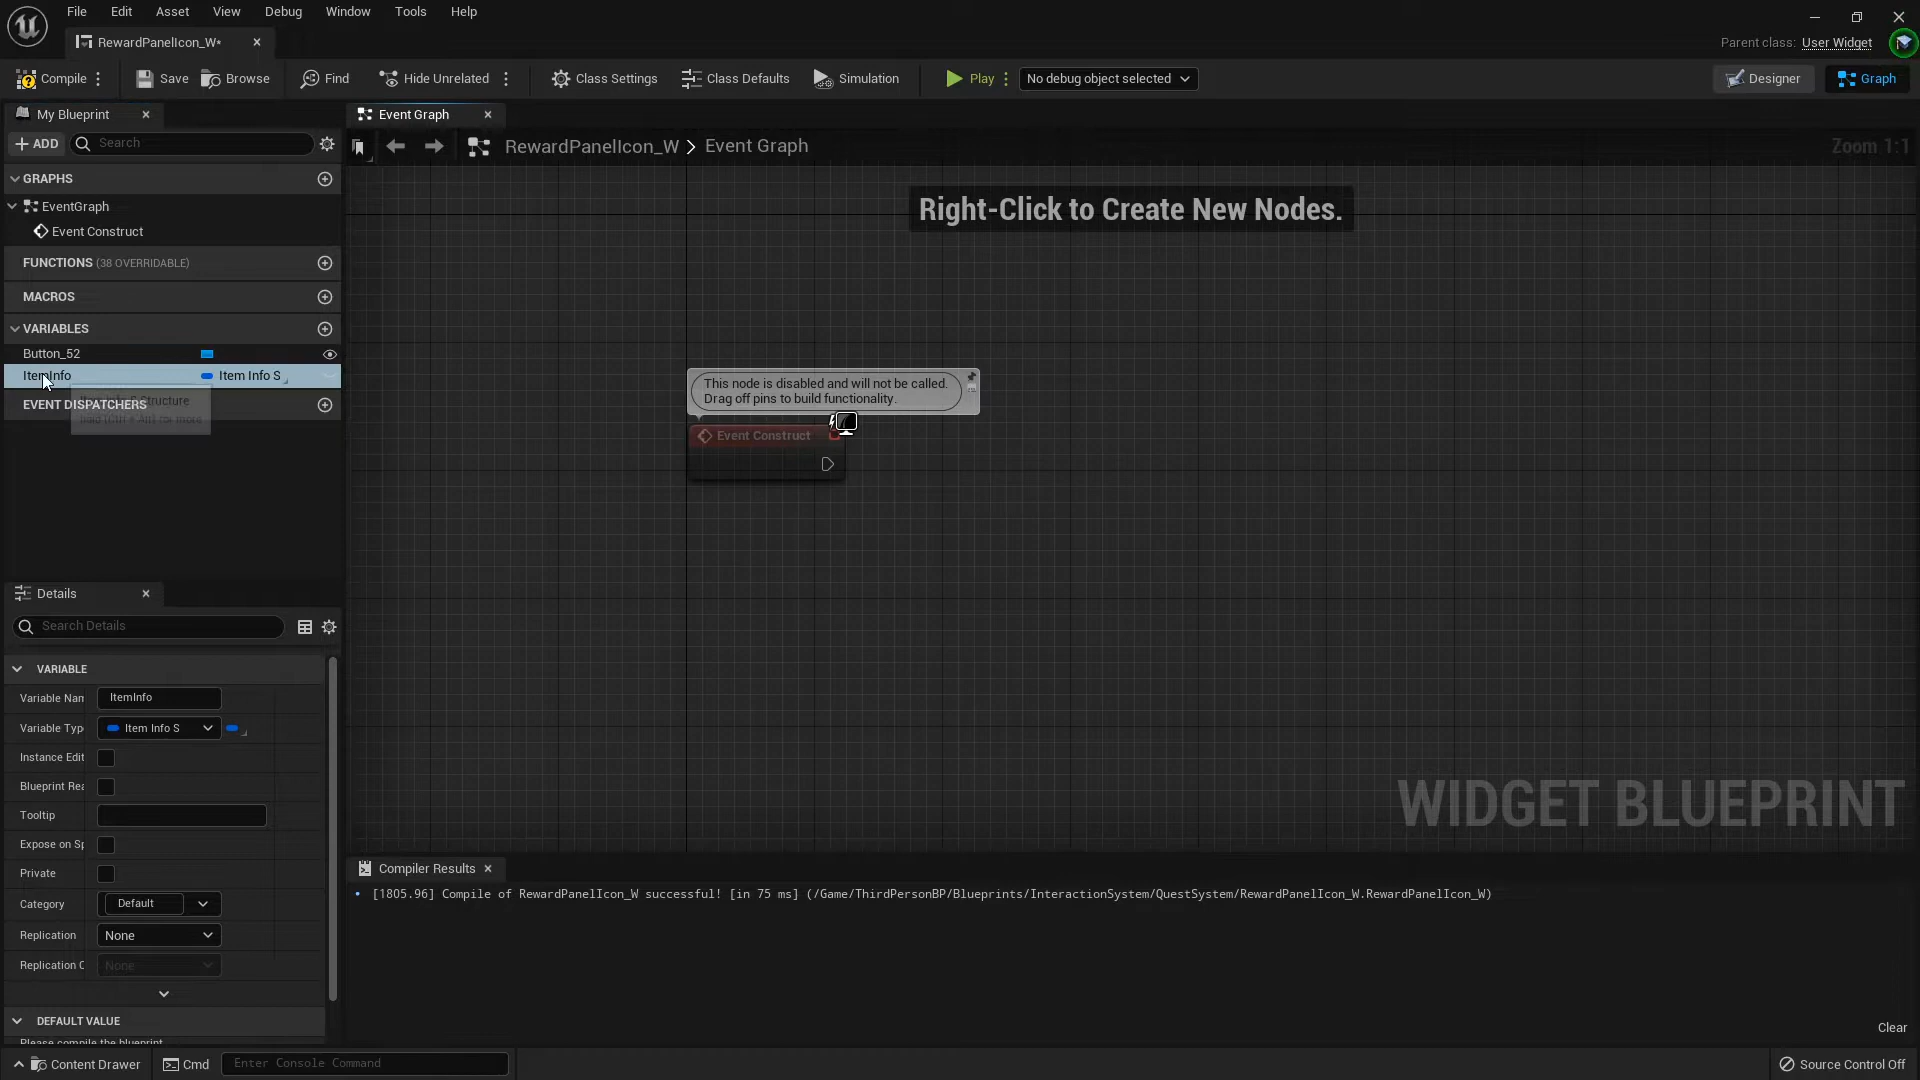 File Edit Asset View Debug Window Tools Help
RewardPanelIcon_W*
Parent class: User Widget
Compile Save Browse Find Hide Unrelated Class Settings Class Defaults Simulation Play No debug object selected Designer Graph
My Blueprint
Event Graph
ADD Search
RewardPanelIcon_W > Event Graph
Zoom 1:1
GRAPHS
EventGraph
Event Construct
FUNCTIONS (38 OVERRIDABLE)
MACROS
VARIABLES
Button_52
ItemInfo Item Info S
EVENT DISPATCHERS
hold (Ctrl + Alt) for more
Right-Click to Create New Nodes.
This node is disabled and will not be called.
Drag off pins to build functionality.
Event Construct
WIDGET BLUEPRINT
Details
Search Details
VARIABLE
Variable Nam ItemInfo
Variable Typ Item Info S
Instance Edit
Blueprint Rea
Tooltip
Expose on Sp
Private
Category Default
Replication None
Replication C None
DEFAULT VALUE
Please compile the blueprint
Compiler Results
[1805.96] Compile of RewardPanelIcon_W successful! [in 75 ms] (/Game/ThirdPersonBP/Blueprints/InteractionSystem/QuestSystem/RewardPanelIcon_W.RewardPanelIcon_W)
Clear
Content Drawer Cmd Enter Console Command Source Control Off